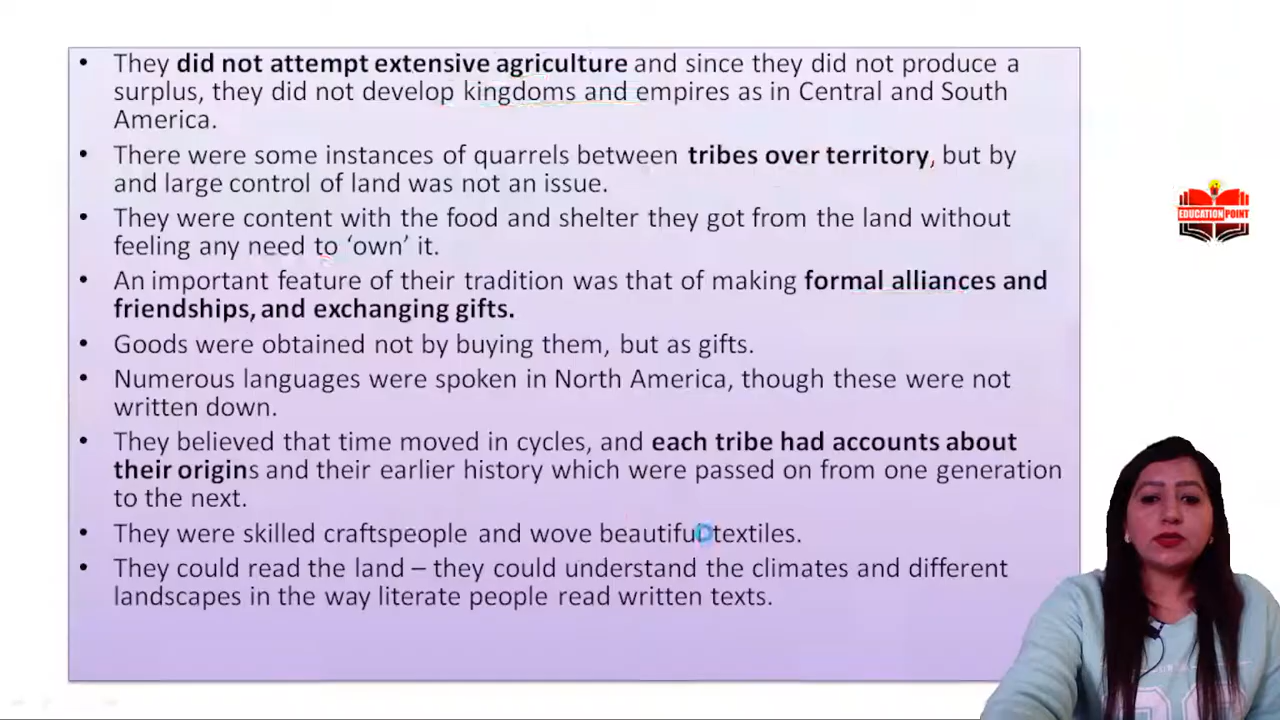 • They did not attempt extensive agriculture and since they did not produce a
surplus, they did not develop kingdoms and empires as in Central and South
America.
• There were some instances of quarrels between tribes over territory, but by
and large control of land was not an issue.
• They were content with the food and shelter they got from the land without
feeling any need to ‘own’ it.
• An important feature of their tradition was that of making formal alliances and
friendships, and exchanging gifts.
• Goods were obtained not by buying them, but as gifts.
• Numerous languages were spoken in North America, though these were not
written down.
• They believed that time moved in cycles, and each tribe had accounts about
their origins and their earlier history which were passed on from one generation
to the next.
• They were skilled craftspeople and wove beautiful textiles.
• They could read the land – they could understand the climates and different
landscapes in the way literate people read written texts.
EDUCATION POINT